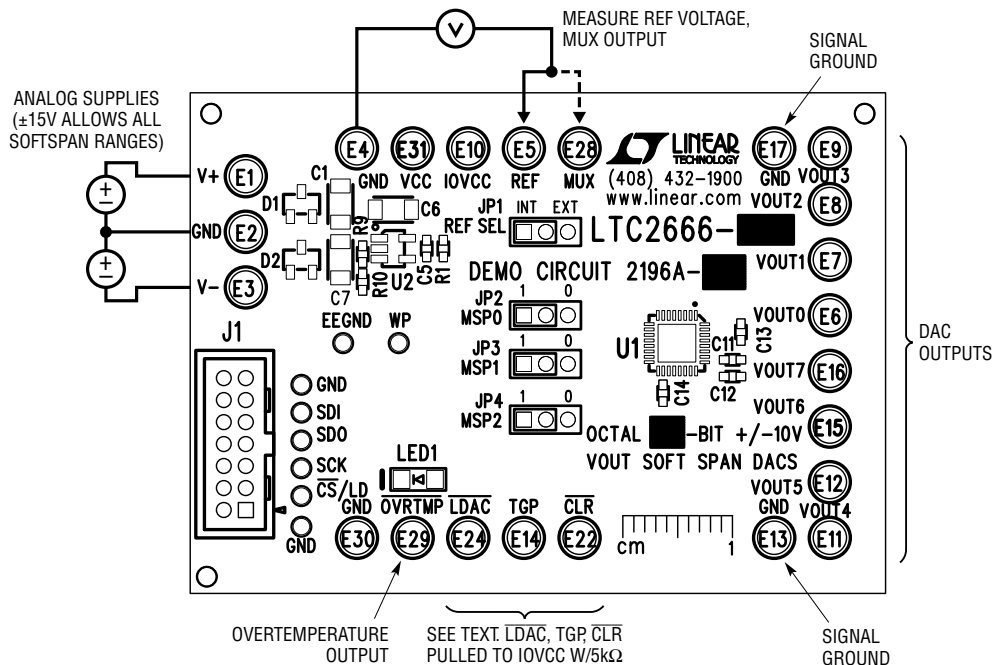 MEASURE REF VOLTAGE,
MUX OUTPUT
SIGNAL
GROUND
ANALOG SUPPLIES
(±15V ALLOWS ALL
SOFTSPAN RANGES)
V
E4
E31
E10
E5
E28
E17
E9
GND
VCC
IOVCC
REF
MUX
LINEAR
TECHNOLOGY
(408) 432-1900
www.linear.com
GND
VOUT3
V+
E1
GND
E2
V-
E3
D1
C1
C6
D2
C7
R9
R10
U2
C5
R1
JP1
REF SEL
INT EXT
LTC2666-
VOUT2
E8
DEMO CIRCUIT 2196A-
VOUT1
E7
JP2
MSP0
1 0
JP3
MSP1
1 0
JP4
MSP2
1 0
EEGND
WP
U1
C11
C12
C13
C14
VOUT0
E6
VOUT7
E16
VOUT6
E15
DAC
OUTPUTS
J1
GND
SDI
SDO
SCK
C̅S̅/LD
GND
LED1
OCTAL -BIT +/-10V
VOUT SOFT SPAN DACS
VOUT5
E12
GND
O̅V̅R̅T̅M̅P̅
L̅D̅A̅C̅
TGP
C̅L̅R̅
GND
VOUT4
E30
E29
E24
E14
E22
cm 1
E13
E11
OVERTEMPERATURE
OUTPUT
SEE TEXT. L̅D̅A̅C̅, TGP, C̅L̅R̅
PULLED TO IOVCC W/5kΩ
SIGNAL
GROUND